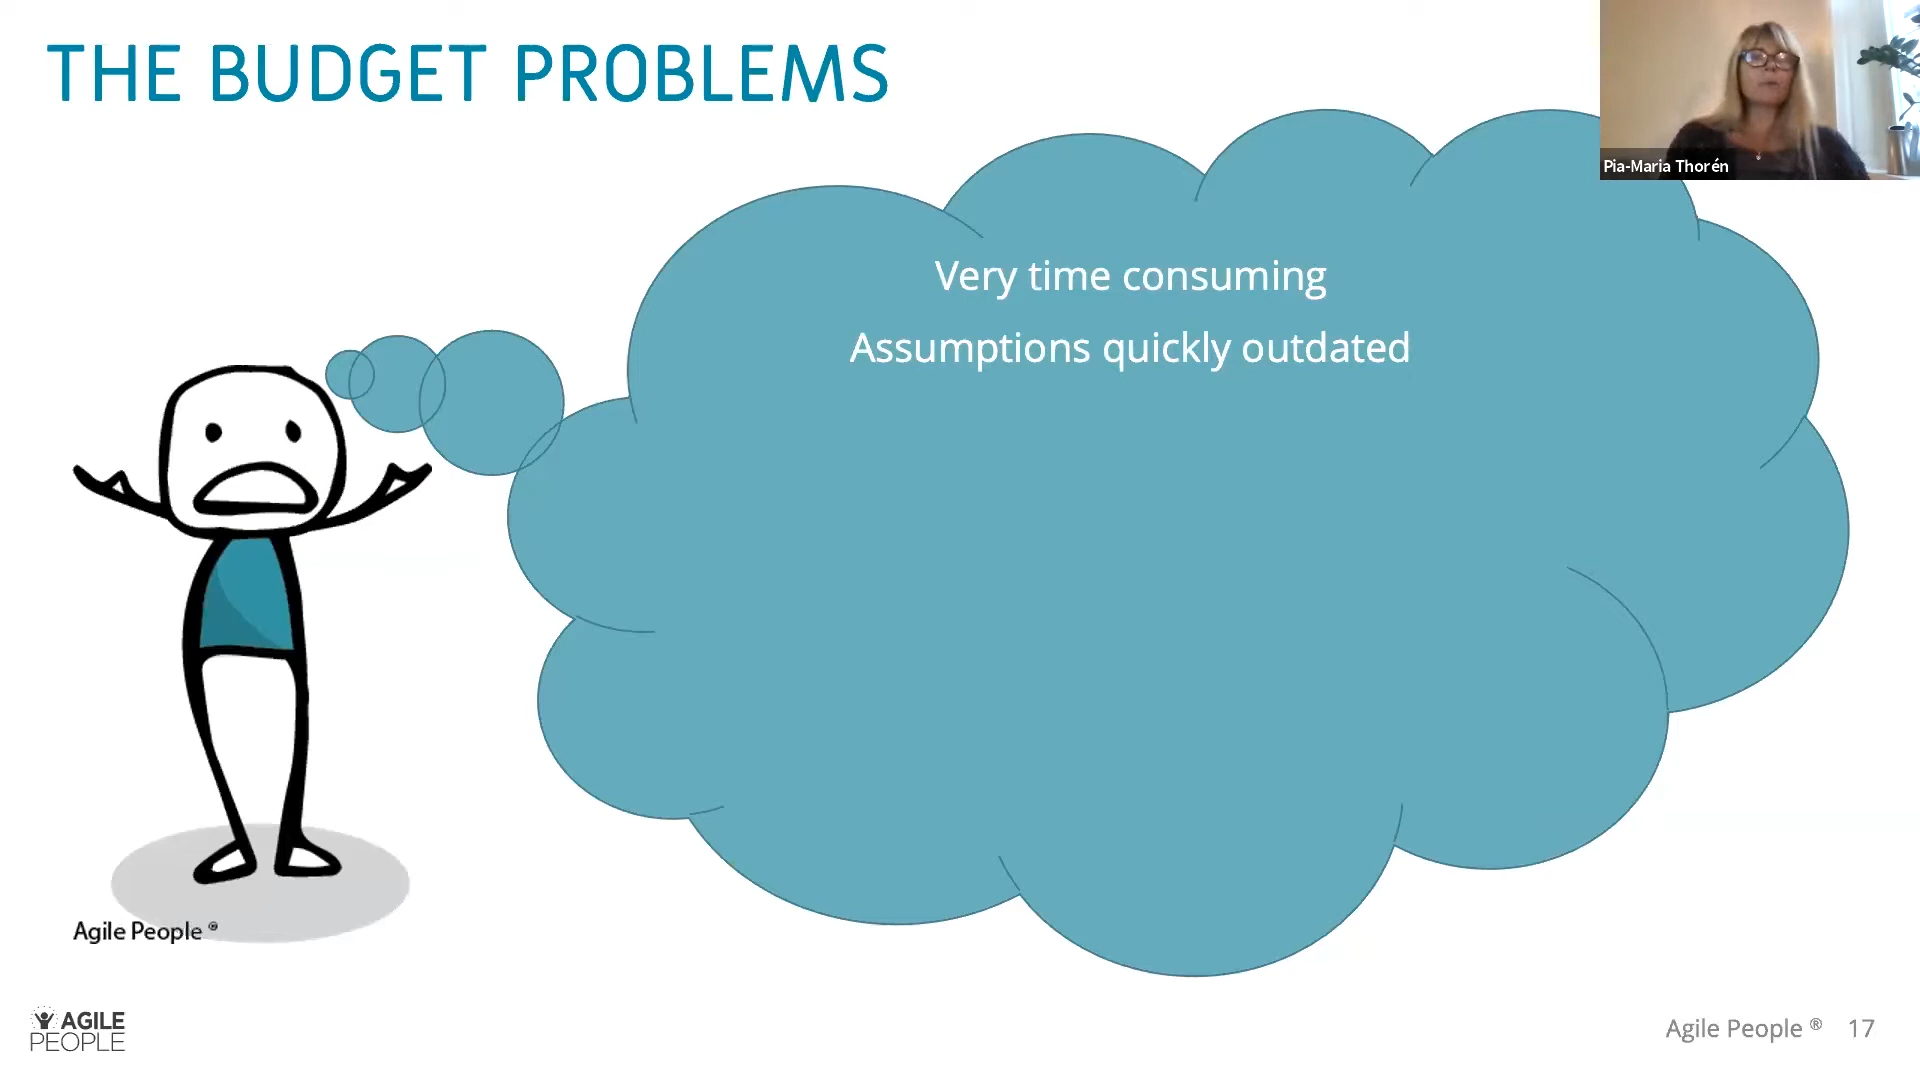 THE BUDGET PROBLEMS
Pia-Maria Thorén
Very time consuming
Assumptions quickly outdated
Agile People ®
AGILE
PEOPLE
Agile People ® 17